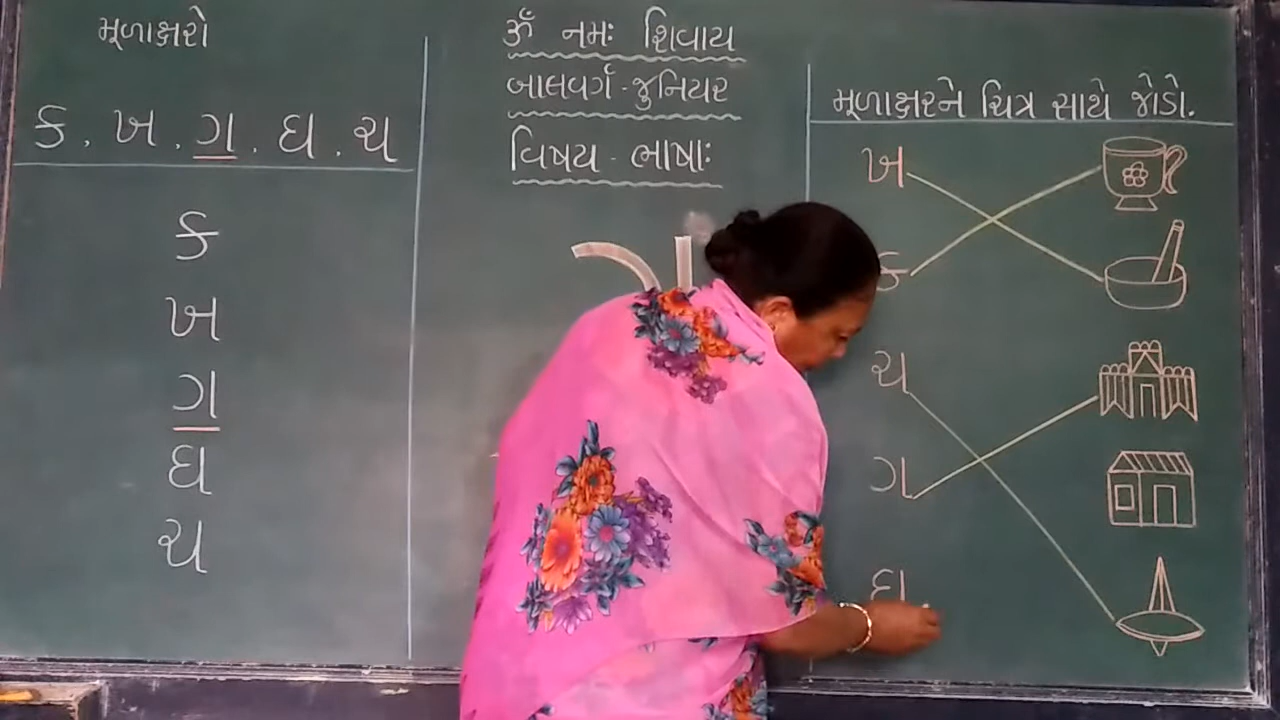 મૂળાક્ષરો
ક . ખ . ગ . ઘ . ચ
ક
ખ
ગ
ઘ
ચ
ૐ નમઃ શિવાય
બાલવર્ગ - જુનિયર
વિષય - ભાષાઃ
મૂળાક્ષરને ચિત્ર સાથે જોડો.
ખ
ક
ચ
ગ
ઘ